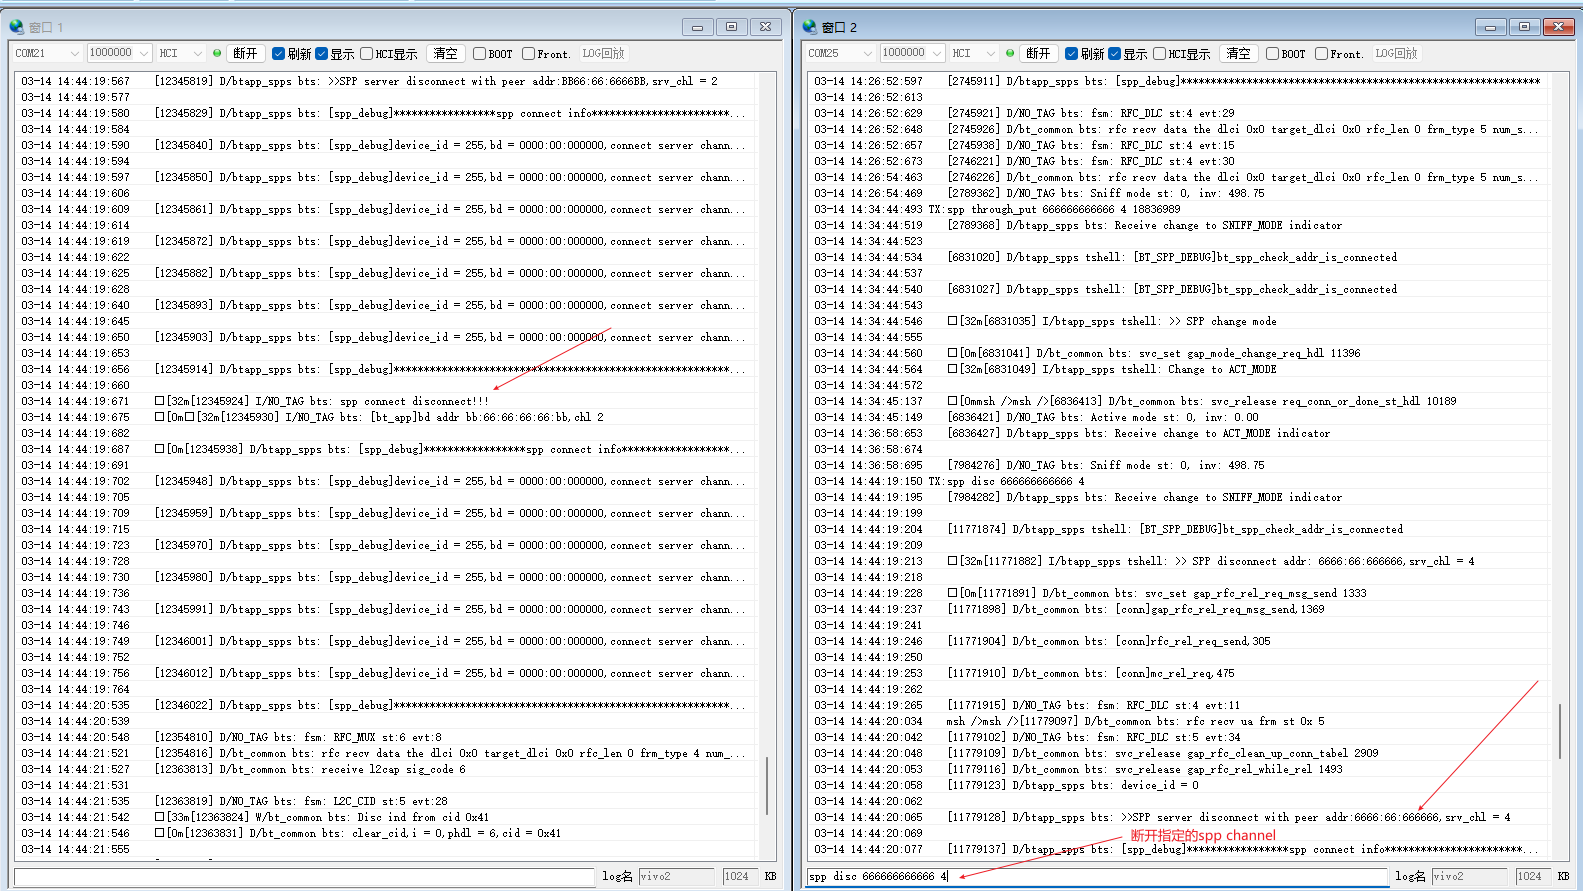 窗口 1
COM21 1000000 HCI 断开 刷新 显示 HCI显示 清空 BOOT Front. LOG回放
03-14 14:44:19:567 [12345819] D/btapp_spps bts: >>SPP server disconnect with peer addr:BB66:66:6666BB,srv_chl = 2
03-14 14:44:19:577
03-14 14:44:19:580 [12345829] D/btapp_spps bts: [spp_debug]*****************spp connect info***********************...
03-14 14:44:19:584
03-14 14:44:19:590 [12345840] D/btapp_spps bts: [spp_debug]device_id = 255,bd = 0000:00:000000,connect server chann...
03-14 14:44:19:594
03-14 14:44:19:597 [12345850] D/btapp_spps bts: [spp_debug]device_id = 255,bd = 0000:00:000000,connect server chann...
03-14 14:44:19:606
03-14 14:44:19:609 [12345861] D/btapp_spps bts: [spp_debug]device_id = 255,bd = 0000:00:000000,connect server chann...
03-14 14:44:19:614
03-14 14:44:19:619 [12345872] D/btapp_spps bts: [spp_debug]device_id = 255,bd = 0000:00:000000,connect server chann...
03-14 14:44:19:622
03-14 14:44:19:625 [12345882] D/btapp_spps bts: [spp_debug]device_id = 255,bd = 0000:00:000000,connect server chann...
03-14 14:44:19:628
03-14 14:44:19:640 [12345893] D/btapp_spps bts: [spp_debug]device_id = 255,bd = 0000:00:000000,connect server chann...
03-14 14:44:19:645
03-14 14:44:19:650 [12345903] D/btapp_spps bts: [spp_debug]device_id = 255,bd = 0000:00:000000,connect server chann...
03-14 14:44:19:653
03-14 14:44:19:656 [12345914] D/btapp_spps bts: [spp_debug]********************************************************...
03-14 14:44:19:660
03-14 14:44:19:671 □[32m[12345924] I/NO_TAG bts: spp connect disconnect!!!
03-14 14:44:19:675 □[0m□[32m[12345930] I/NO_TAG bts: [bt_app]bd addr bb:66:66:66:66:bb,chl 2
03-14 14:44:19:682
03-14 14:44:19:687 □[0m[12345938] D/btapp_spps bts: [spp_debug]*****************spp connect info******************...
03-14 14:44:19:691
03-14 14:44:19:702 [12345948] D/btapp_spps bts: [spp_debug]device_id = 255,bd = 0000:00:000000,connect server chann...
03-14 14:44:19:705
03-14 14:44:19:709 [12345959] D/btapp_spps bts: [spp_debug]device_id = 255,bd = 0000:00:000000,connect server chann...
03-14 14:44:19:715
03-14 14:44:19:723 [12345970] D/btapp_spps bts: [spp_debug]device_id = 255,bd = 0000:00:000000,connect server chann...
03-14 14:44:19:728
03-14 14:44:19:730 [12345980] D/btapp_spps bts: [spp_debug]device_id = 255,bd = 0000:00:000000,connect server chann...
03-14 14:44:19:736
03-14 14:44:19:743 [12345991] D/btapp_spps bts: [spp_debug]device_id = 255,bd = 0000:00:000000,connect server chann...
03-14 14:44:19:746
03-14 14:44:19:749 [12346001] D/btapp_spps bts: [spp_debug]device_id = 255,bd = 0000:00:000000,connect server chann...
03-14 14:44:19:752
03-14 14:44:19:756 [12346012] D/btapp_spps bts: [spp_debug]device_id = 255,bd = 0000:00:000000,connect server chann...
03-14 14:44:19:764
03-14 14:44:20:535 [12346022] D/btapp_spps bts: [spp_debug]********************************************************...
03-14 14:44:20:539
03-14 14:44:20:548 [12354810] D/NO_TAG bts: fsm: RFC_MUX st:6 evt:8
03-14 14:44:21:521 [12354816] D/bt_common bts: rfc recv data the dlci 0x0 target_dlci 0x0 rfc_len 0 frm_type 4 num_...
03-14 14:44:21:527 [12363813] D/bt_common bts: receive l2cap sig_code 6
03-14 14:44:21:531
03-14 14:44:21:535 [12363819] D/NO_TAG bts: fsm: L2C_CID st:5 evt:28
03-14 14:44:21:542 □[33m[12363824] W/bt_common bts: Disc ind from cid 0x41
03-14 14:44:21:546 □[0m[12363831] D/bt_common bts: clear_cid,i = 0,phdl = 6,cid = 0x41
03-14 14:44:21:555
log名 vivo2 1024 KB
窗口 2
COM25 1000000 HCI 断开 刷新 显示 HCI显示 清空 BOOT Front. LOG回放
03-14 14:26:52:597 [2745911] D/btapp_spps bts: [spp_debug]************************************************************
03-14 14:26:52:613
03-14 14:26:52:629 [2745921] D/NO_TAG bts: fsm: RFC_DLC st:4 evt:29
03-14 14:26:52:648 [2745926] D/bt_common bts: rfc recv data the dlci 0x0 target_dlci 0x0 rfc_len 0 frm_type 5 num_s...
03-14 14:26:52:657 [2745938] D/NO_TAG bts: fsm: RFC_DLC st:4 evt:15
03-14 14:26:52:673 [2746221] D/NO_TAG bts: fsm: RFC_DLC st:4 evt:30
03-14 14:26:54:463 [2746226] D/bt_common bts: rfc recv data the dlci 0x0 target_dlci 0x0 rfc_len 0 frm_type 5 num_s...
03-14 14:26:54:469 [2789362] D/NO_TAG bts: Sniff mode st: 0, inv: 498.75
03-14 14:34:44:493 TX:spp through_put 666666666666 4 18836989
03-14 14:34:44:519 [2789368] D/btapp_spps bts: Receive change to SNIFF_MODE indicator
03-14 14:34:44:523
03-14 14:34:44:534 [6831020] D/btapp_spps tshell: [BT_SPP_DEBUG]bt_spp_check_addr_is_connected
03-14 14:34:44:537
03-14 14:34:44:540 [6831027] D/btapp_spps tshell: [BT_SPP_DEBUG]bt_spp_check_addr_is_connected
03-14 14:34:44:543
03-14 14:34:44:546 □[32m[6831035] I/btapp_spps tshell: >> SPP change mode
03-14 14:34:44:555
03-14 14:34:44:560 □[0m[6831041] D/bt_common bts: svc_set gap_mode_change_req_hdl 11396
03-14 14:34:44:564 □[32m[6831049] I/btapp_spps tshell: Change to ACT_MODE
03-14 14:34:44:572
03-14 14:34:45:137 □[0mmsh />msh />[6836413] D/bt_common bts: svc_release req_conn_or_done_st_hdl 10189
03-14 14:34:45:149 [6836421] D/NO_TAG bts: Active mode st: 0, inv: 0.00
03-14 14:36:58:653 [6836427] D/btapp_spps bts: Receive change to ACT_MODE indicator
03-14 14:36:58:674
03-14 14:36:58:695 [7984276] D/NO_TAG bts: Sniff mode st: 0, inv: 498.75
03-14 14:44:19:150 TX:spp disc 666666666666 4
03-14 14:44:19:195 [7984282] D/btapp_spps bts: Receive change to SNIFF_MODE indicator
03-14 14:44:19:199
03-14 14:44:19:204 [11771874] D/btapp_spps tshell: [BT_SPP_DEBUG]bt_spp_check_addr_is_connected
03-14 14:44:19:209
03-14 14:44:19:213 □[32m[11771882] I/btapp_spps tshell: >> SPP disconnect addr: 6666:66:666666,srv_chl = 4
03-14 14:44:19:218
03-14 14:44:19:228 □[0m[11771891] D/bt_common bts: svc_set gap_rfc_rel_req_msg_send 1333
03-14 14:44:19:237 [11771898] D/bt_common bts: [conn]gap_rfc_rel_req_msg_send,1369
03-14 14:44:19:241
03-14 14:44:19:246 [11771904] D/bt_common bts: [conn]rfc_rel_req_send,305
03-14 14:44:19:250
03-14 14:44:19:253 [11771910] D/bt_common bts: [conn]mc_rel_req,475
03-14 14:44:19:262
03-14 14:44:19:265 [11771915] D/NO_TAG bts: fsm: RFC_DLC st:4 evt:11
03-14 14:44:20:034 msh />msh />[11779097] D/bt_common bts: rfc recv ua frm st 0x 5
03-14 14:44:20:042 [11779102] D/NO_TAG bts: fsm: RFC_DLC st:5 evt:34
03-14 14:44:20:048 [11779109] D/bt_common bts: svc_release gap_rfc_clean_up_conn_tabel 2909
03-14 14:44:20:053 [11779116] D/bt_common bts: svc_release gap_rfc_rel_while_rel 1493
03-14 14:44:20:058 [11779123] D/btapp_spps bts: device_id = 0
03-14 14:44:20:062
03-14 14:44:20:065 [11779128] D/btapp_spps bts: >>SPP server disconnect with peer addr:6666:66:666666,srv_chl = 4
03-14 14:44:20:069
断开指定的spp channel
03-14 14:44:20:077 [11779137] D/btapp_spps bts: [spp_debug]*****************spp connect info***********************...
spp disc 666666666666 4
log名 vivo2 1024 KB